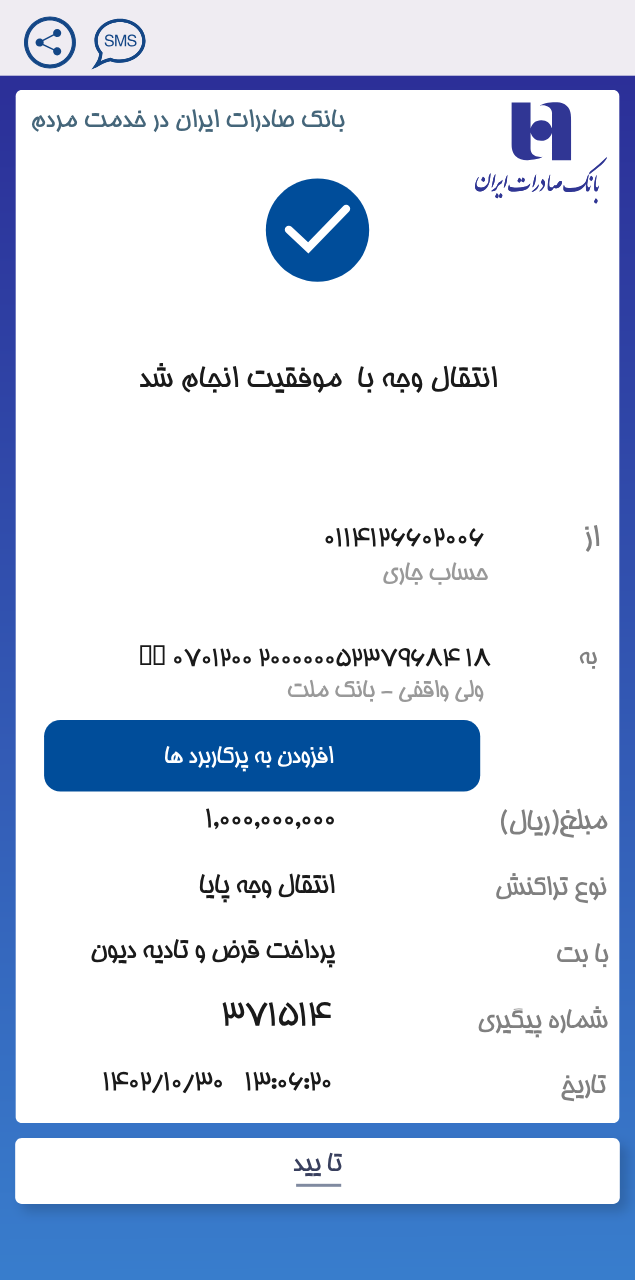 SMS
بانک صادرات ایران
بانک صادرات ایران در خدمت مردم
انتقال وجه با موفقیت انجام شد
از ۰۱۱۴۱۲۶۶۰۲۰۰۶
حساب جاری
به ۰۷۰۱۲۰۰ ۲۰۰۰۰۰۰۰۵۲۳۷۹۶۸۴۱۸
ولی واقفی - بانک ملت
افزودن به پرکاربرد ها
مبلغ(ریال) ۱,۰۰۰,۰۰۰,۰۰۰
نوع تراکنش انتقال وجه پایا
با بت پرداخت قرض و تادیه دیون
شماره پیگیری ۳۷۱۵۱۴
تاریخ ۱۳:۰۶:۲۰ ۱۴۰۲/۱۰/۳۰
تا یید